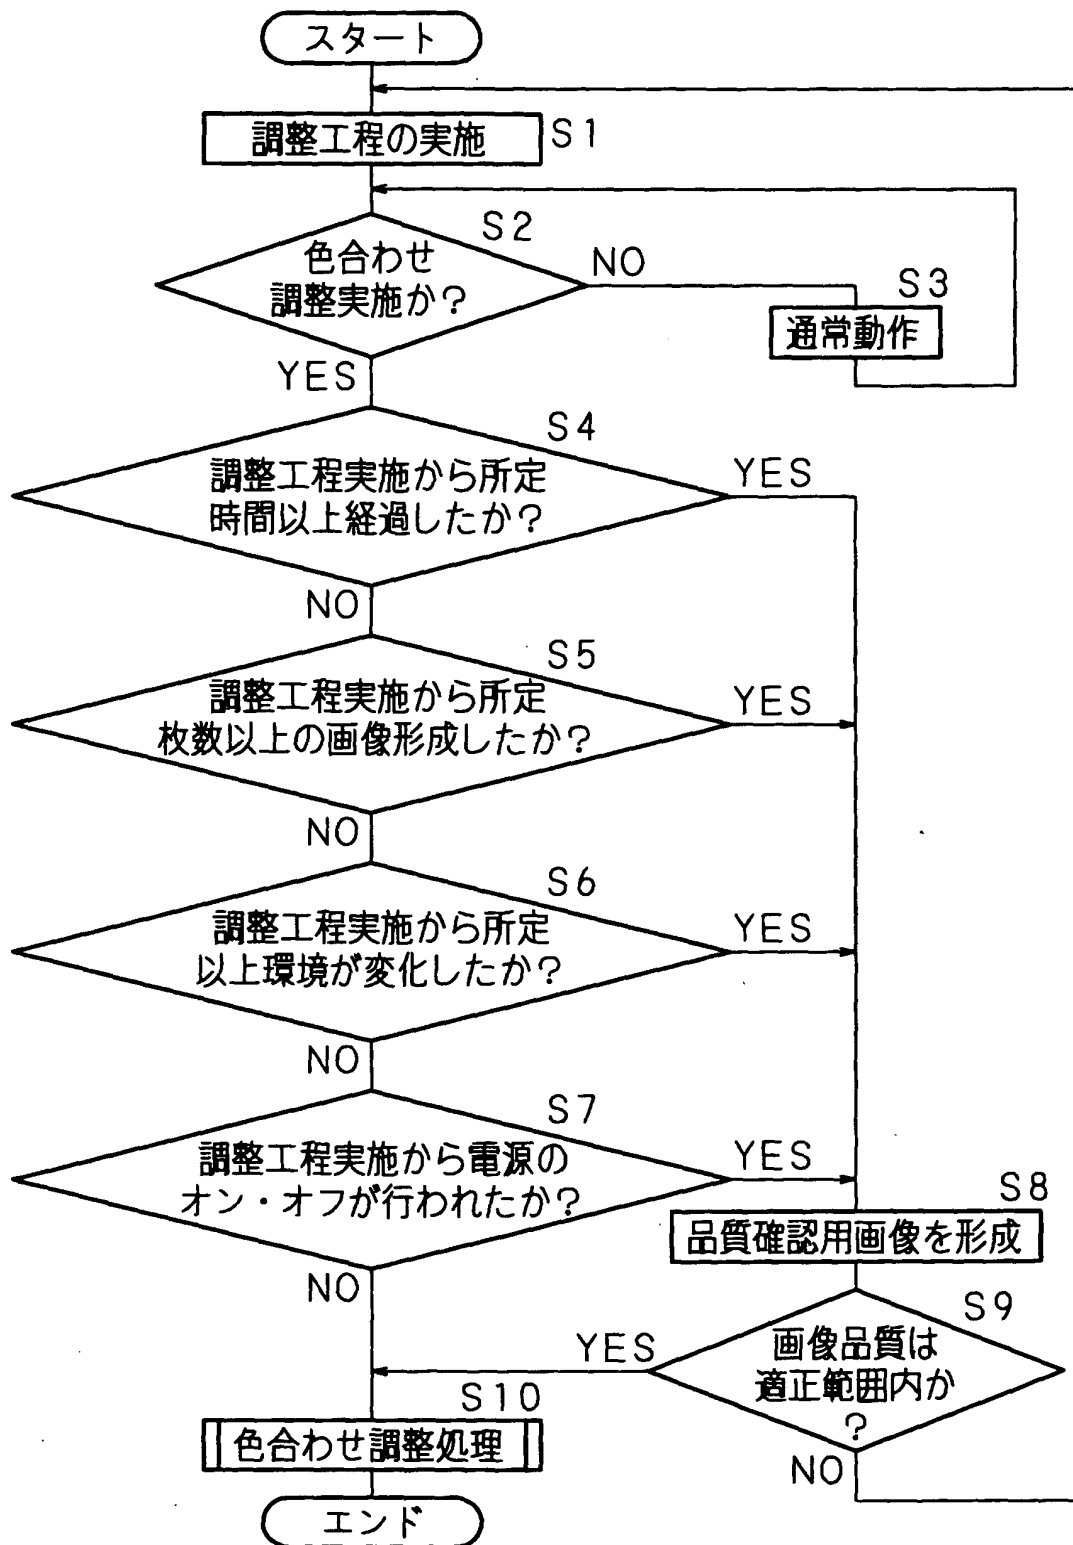 スタート
調整工程の実施
S1
S2
色合わせ
調整実施か?
NO
S3
通常動作
YES
S4
調整工程実施から所定
時間以上経過したか?
YES
NO
S5
調整工程実施から所定
枚数以上の画像形成したか?
YES
NO
S6
調整工程実施から所定
以上環境が変化したか?
YES
NO
S7
調整工程実施から電源の
オン・オフが行われたか?
YES
NO
S8
品質確認用画像を形成
S9
画像品質は
適正範囲内か
?
YES
NO
S10
色合わせ調整処理
エンド